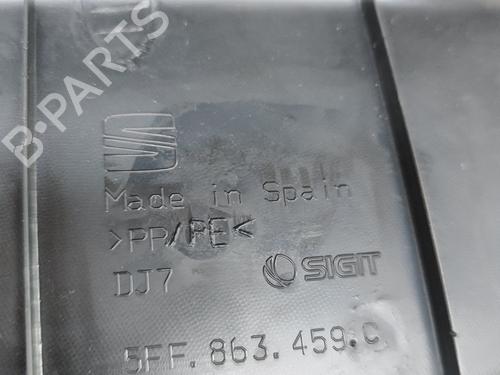 B-PARTS
Made in Spain
>PP/PE<
DJ7
SIGIT
5FF.863.459.C